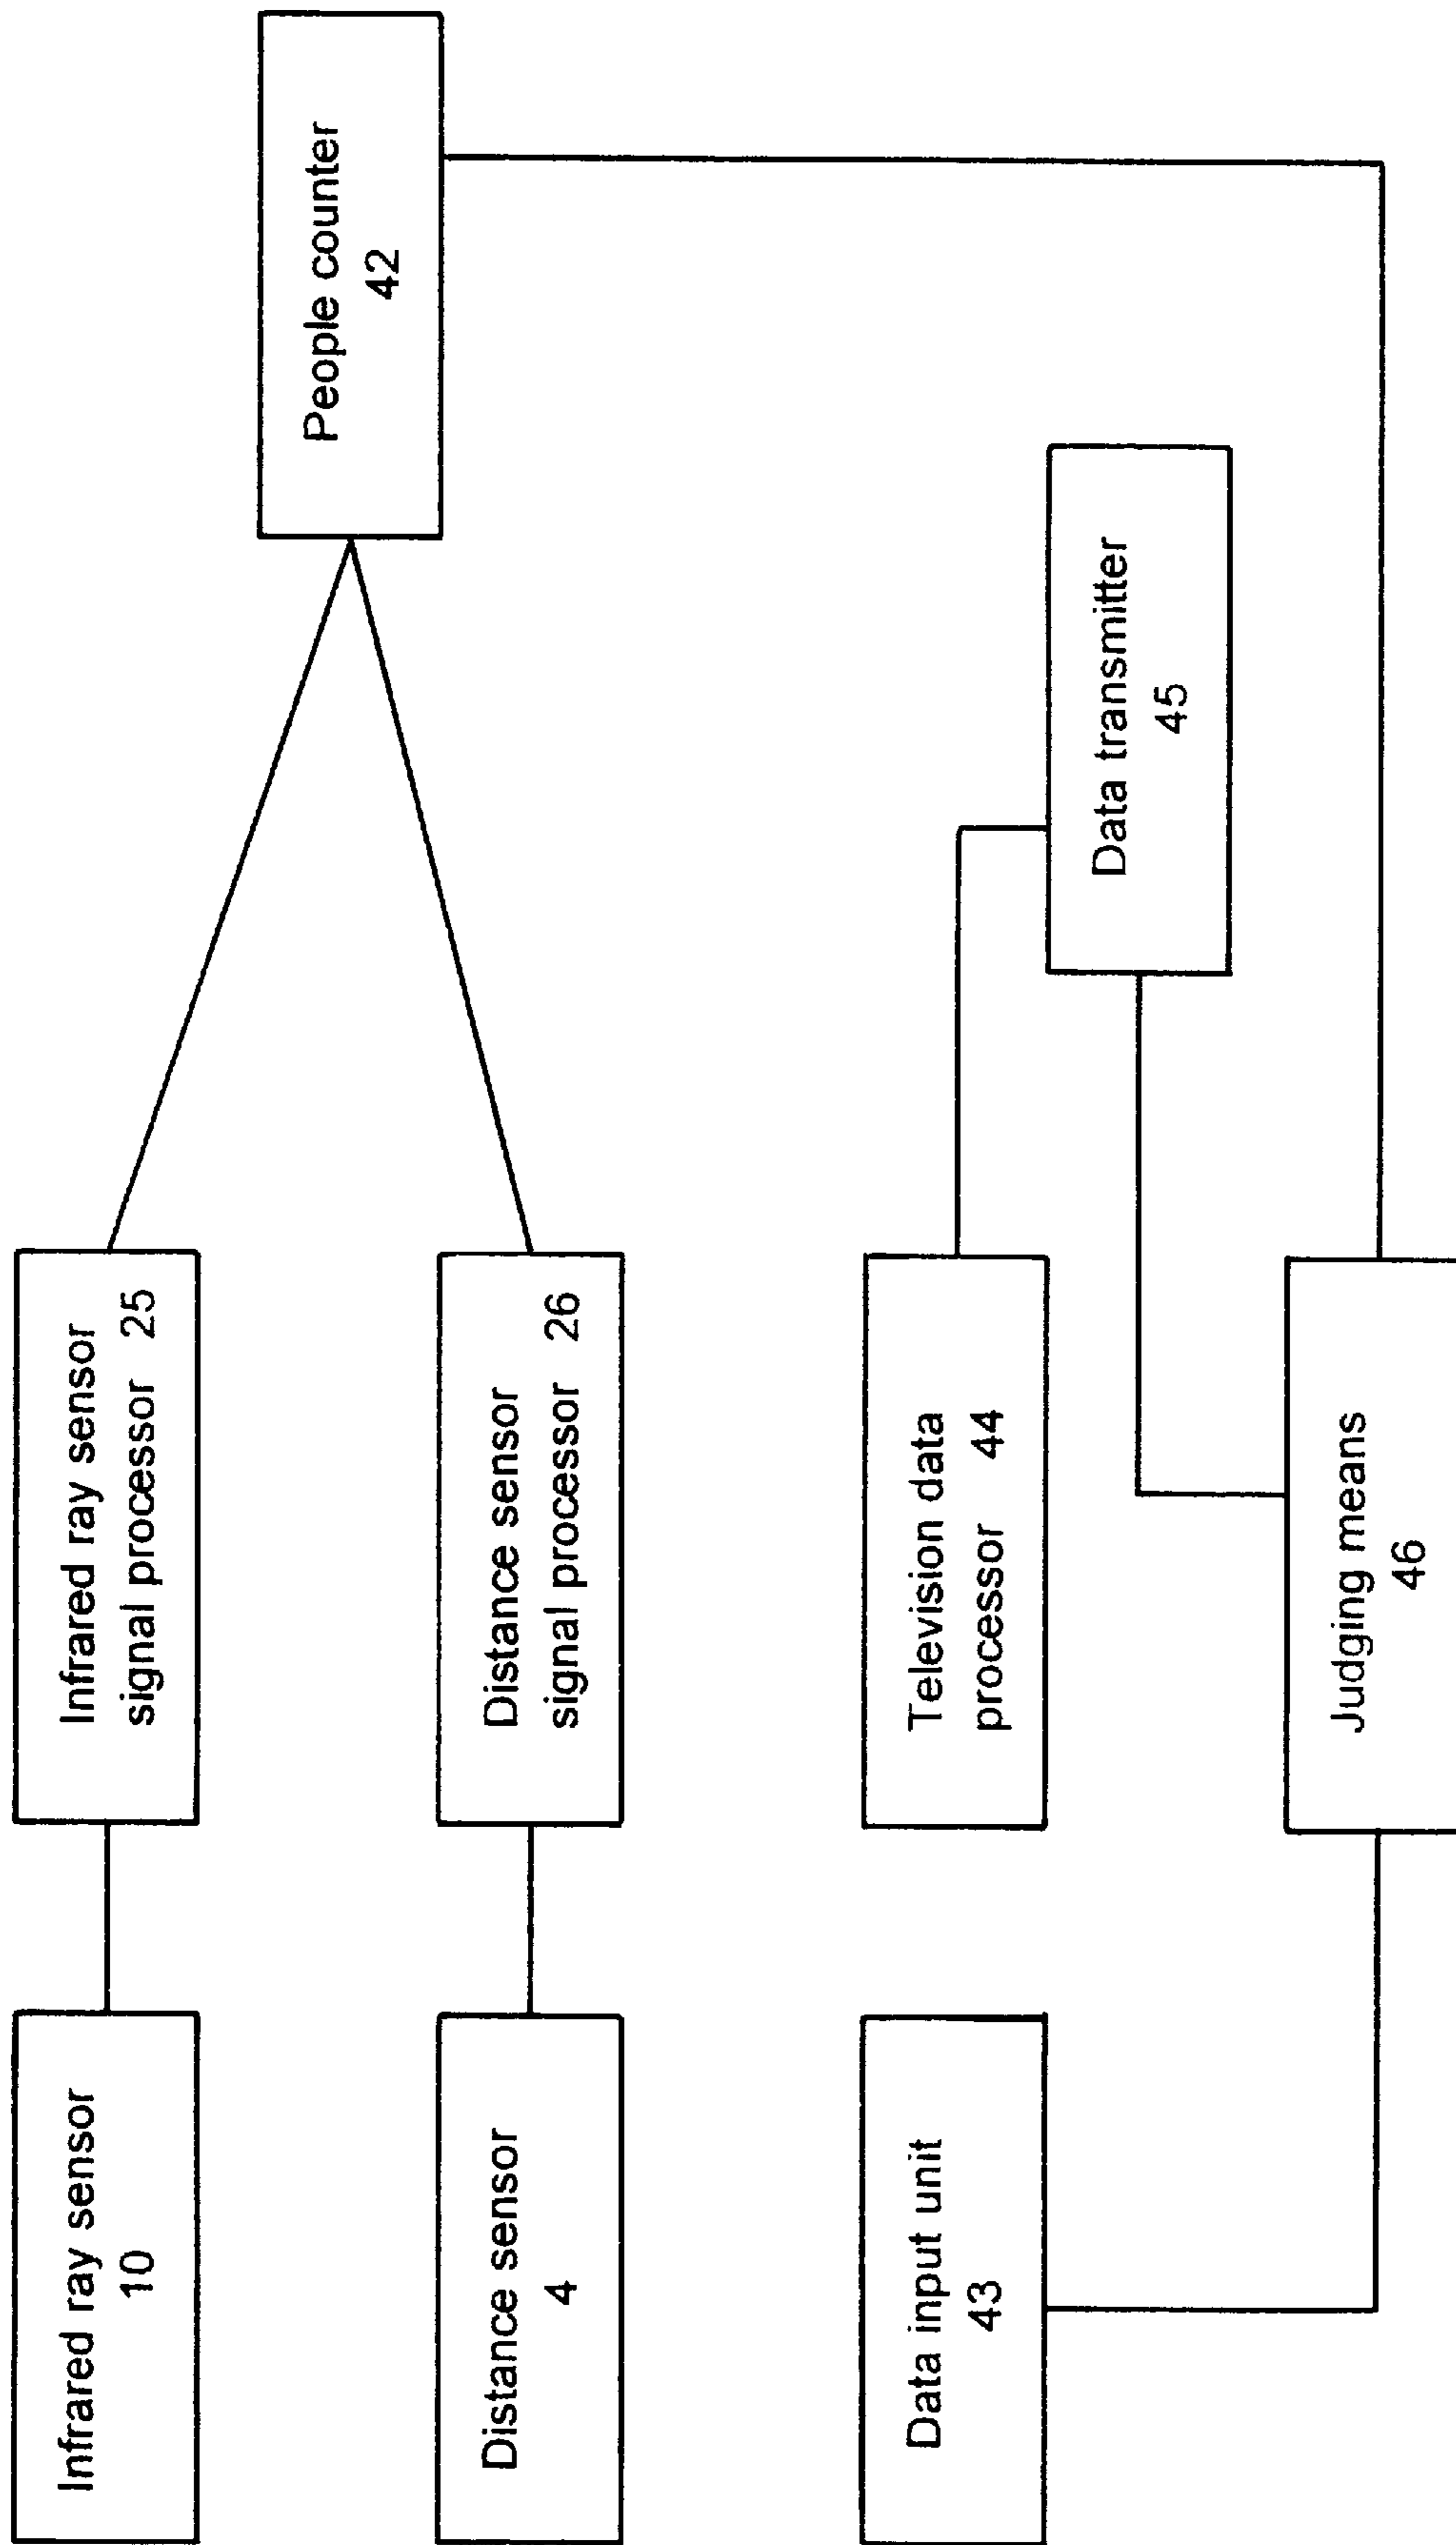 Infrared ray sensor
10
Infrared ray sensor
signal processor 25
People counter
42
Distance sensor
4
Distance sensor
signal processor 26
Data input unit
43
Television data
processor 44
Data transmitter
45
Judging means
46